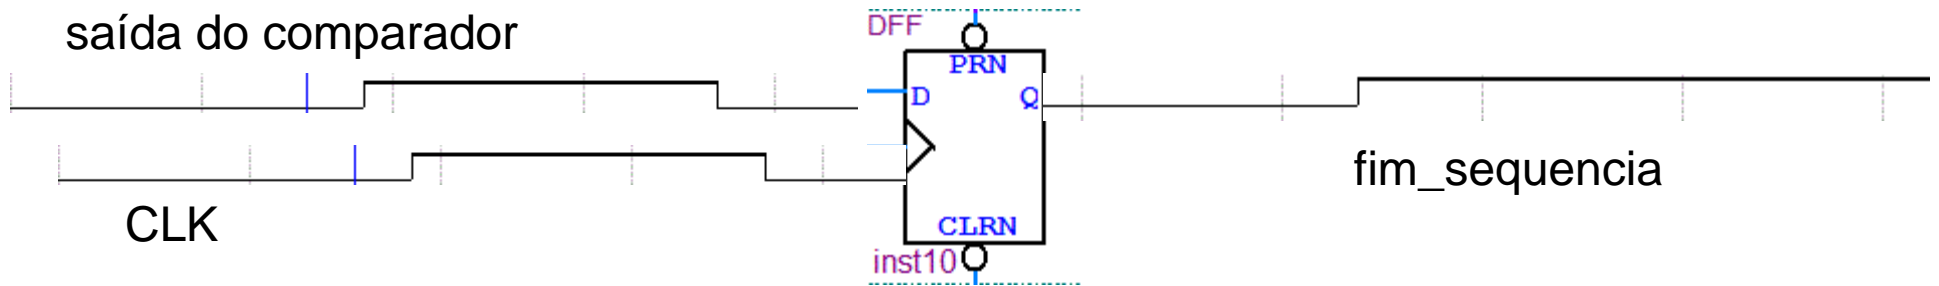 saída do comparador
DFF
PRN
D
Q
CLK
fim_sequencia
CLRN
inst10